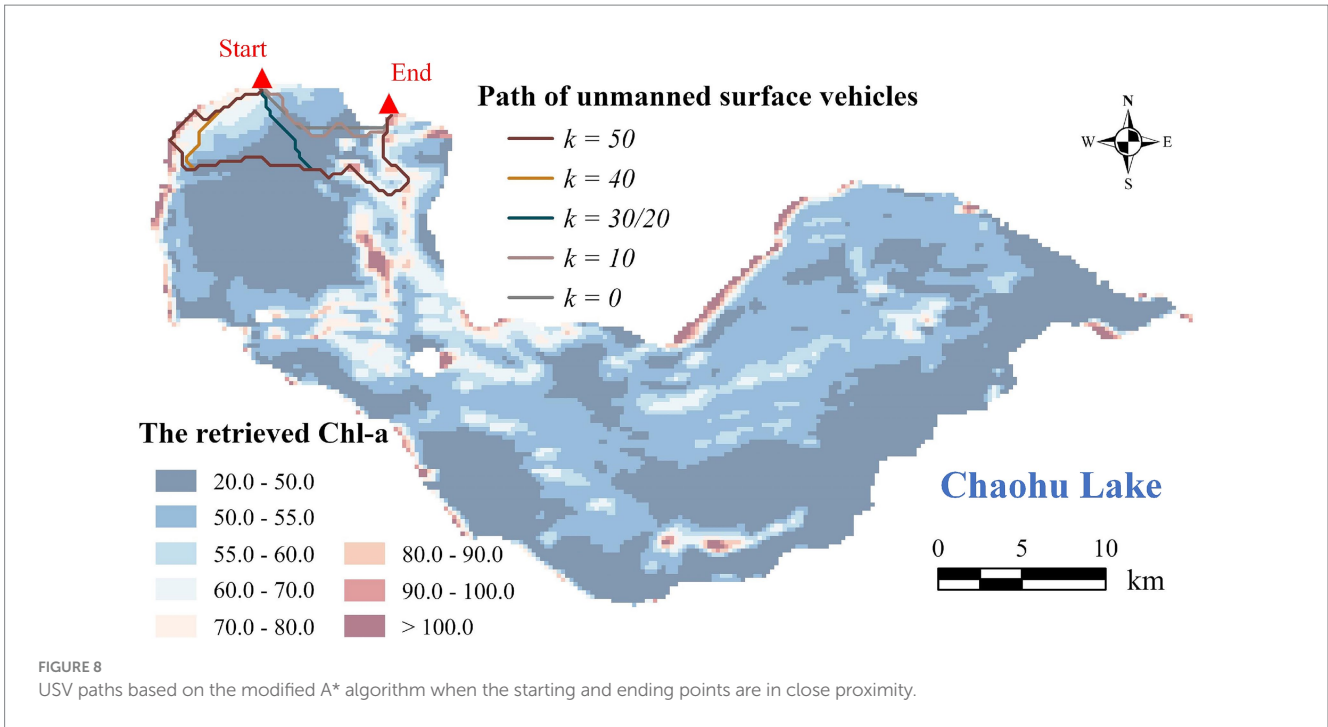 Start
End
Path of unmanned surface vehicles
k = 50
k = 40
k = 30/20
k = 10
k = 0
N
W
E
S
The retrieved Chl-a
20.0 - 50.0
50.0 - 55.0
55.0 - 60.0
60.0 - 70.0
70.0 - 80.0
80.0 - 90.0
90.0 - 100.0
> 100.0
Chaohu Lake
0 5 10
km
FIGURE 8
USV paths based on the modified A* algorithm when the starting and ending points are in close proximity.